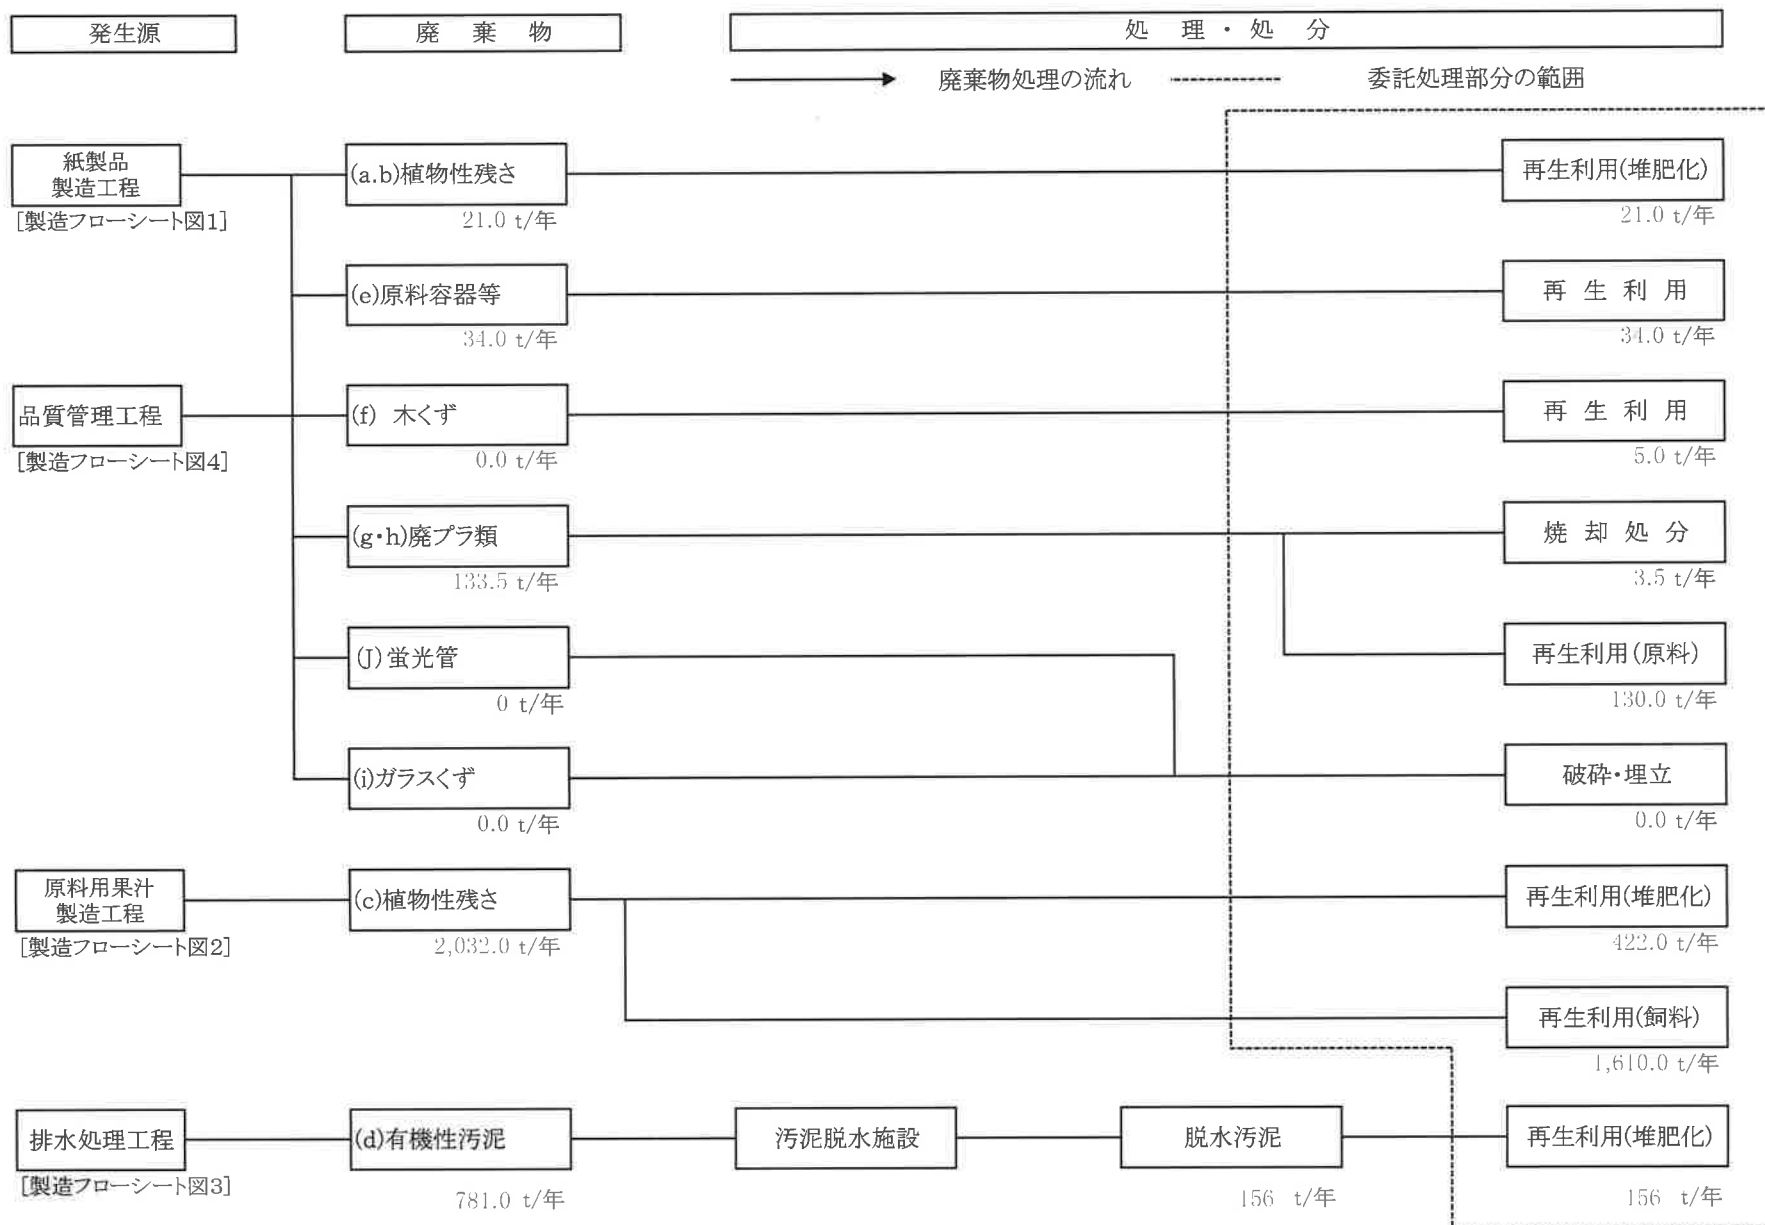 発生源
廃 棄 物
処 理 ・ 処 分
廃棄物処理の流れ
委託処理部分の範囲
紙製品
製造工程
[製造フローシート図1]
(a.b)植物性残さ
21.0 t/年
再生利用(堆肥化)
21.0 t/年
(e)原料容器等
34.0 t/年
再 生 利 用
34.0 t/年
品質管理工程
[製造フローシート図4]
(f) 木くず
0.0 t/年
再 生 利 用
5.0 t/年
(g・h)廃プラ類
133.5 t/年
焼 却 処 分
3.5 t/年
(J)蛍光管
0 t/年
再生利用(原料)
130.0 t/年
(i)ガラスくず
0.0 t/年
破砕・埋立
0.0 t/年
原料用果汁
製造工程
[製造フローシート図2]
(c)植物性残さ
2,032.0 t/年
再生利用(堆肥化)
422.0 t/年
再生利用(飼料)
1,610.0 t/年
排水処理工程
[製造フローシート図3]
(d)有機性汚泥
781.0 t/年
汚泥脱水施設
脱水汚泥
156 t/年
再生利用(堆肥化)
156 t/年